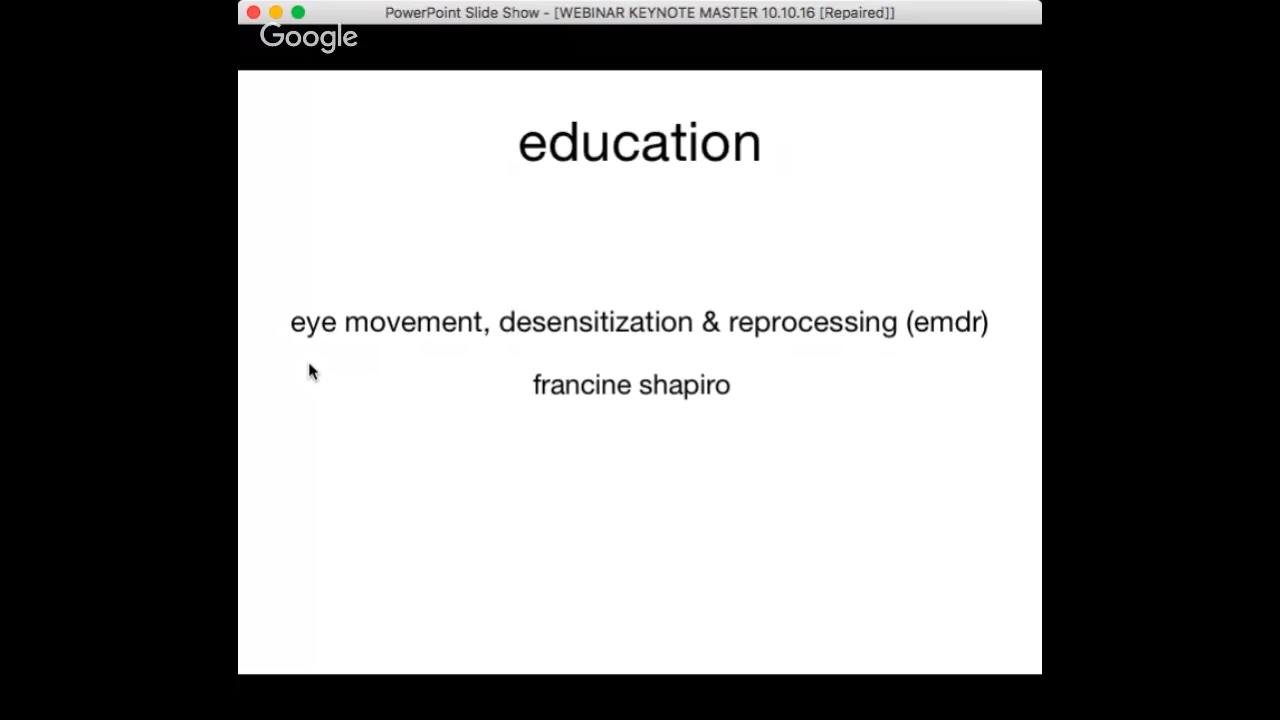 PowerPoint Slide Show - [WEBINAR KEYNOTE MASTER 10.10.16 [Repaired]]
Google
education
eye movement, desensitization & reprocessing (emdr)
francine shapiro